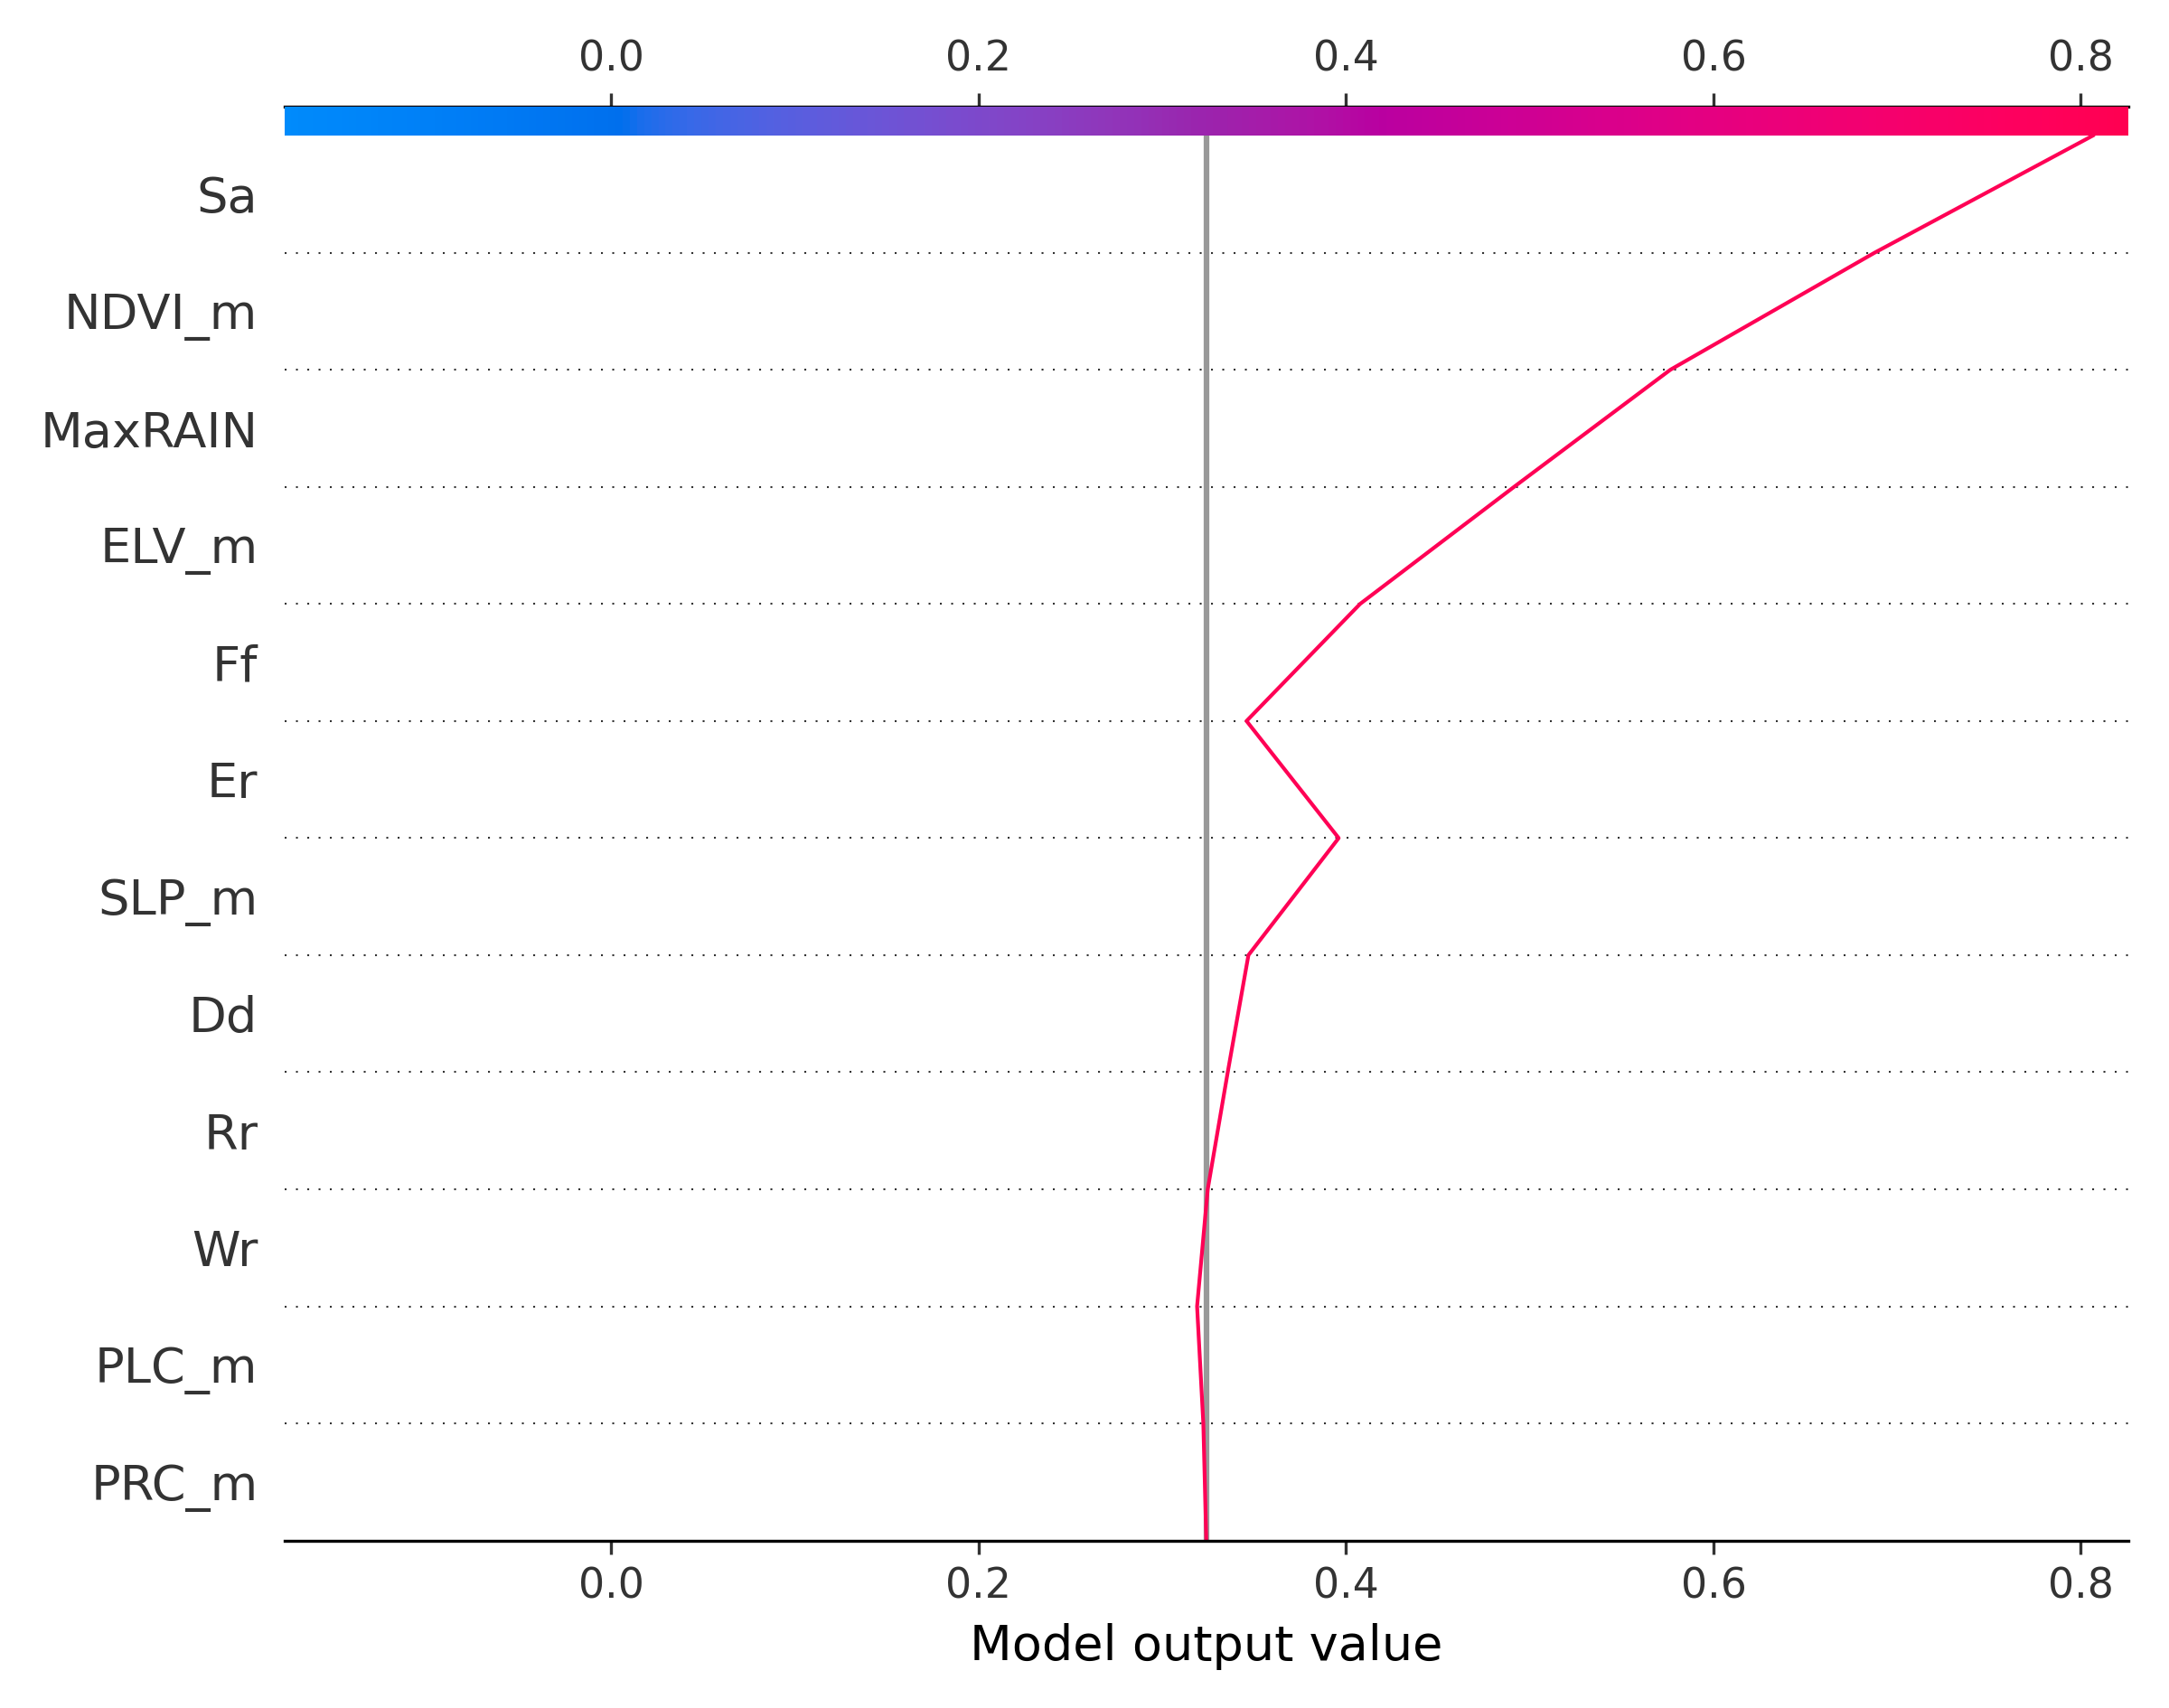 0.0 0.2 0.4 0.6 0.8
Sa
NDVI_m
MaxRAIN
ELV_m
Ff
Er
SLP_m
Dd
Rr
Wr
PLC_m
PRC_m
0.0 0.2 0.4 0.6 0.8
Model output value